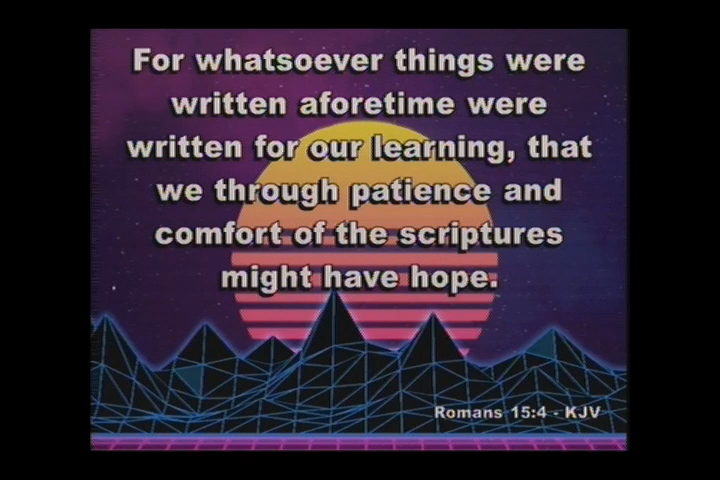 For whatsoever things were
written aforetime were
written for our learning, that
we through patience and
comfort of the scriptures
might have hope.
Romans 15:4 - KJV